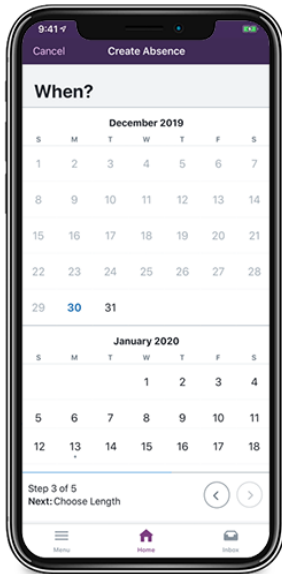 9:41
Cancel Create Absence
When?
December 2019
S M T W T F S
1 2 3 4 5 6 7
8 9 10 11 12 13 14
15 16 17 18 19 20 21
22 23 24 25 26 27 28
29 30 31
January 2020
S M T W T F S
1 2 3 4
5 6 7 8 9 10 11
12 13 14 15 16 17 18
Step 3 of 5
Next: Choose Length
Menu Home Inbox